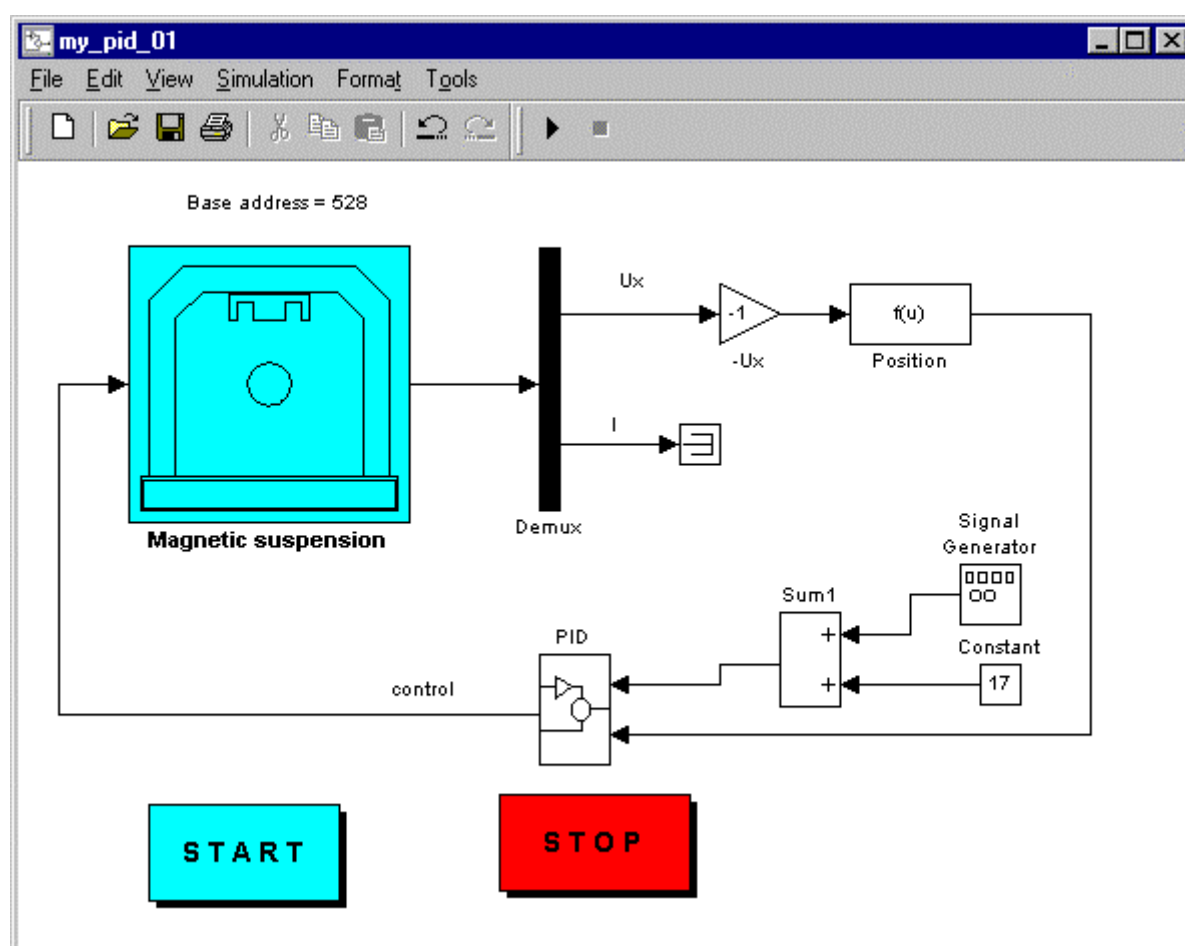 my_pid_01
File Edit View Simulation Format Tools
Base address = 528
Ux
-1
f(u)
-Ux
Position
I
Magnetic suspension
Demux
Signal
Generator
Sum1
+
PID
Constant
+
17
control
START
STOP